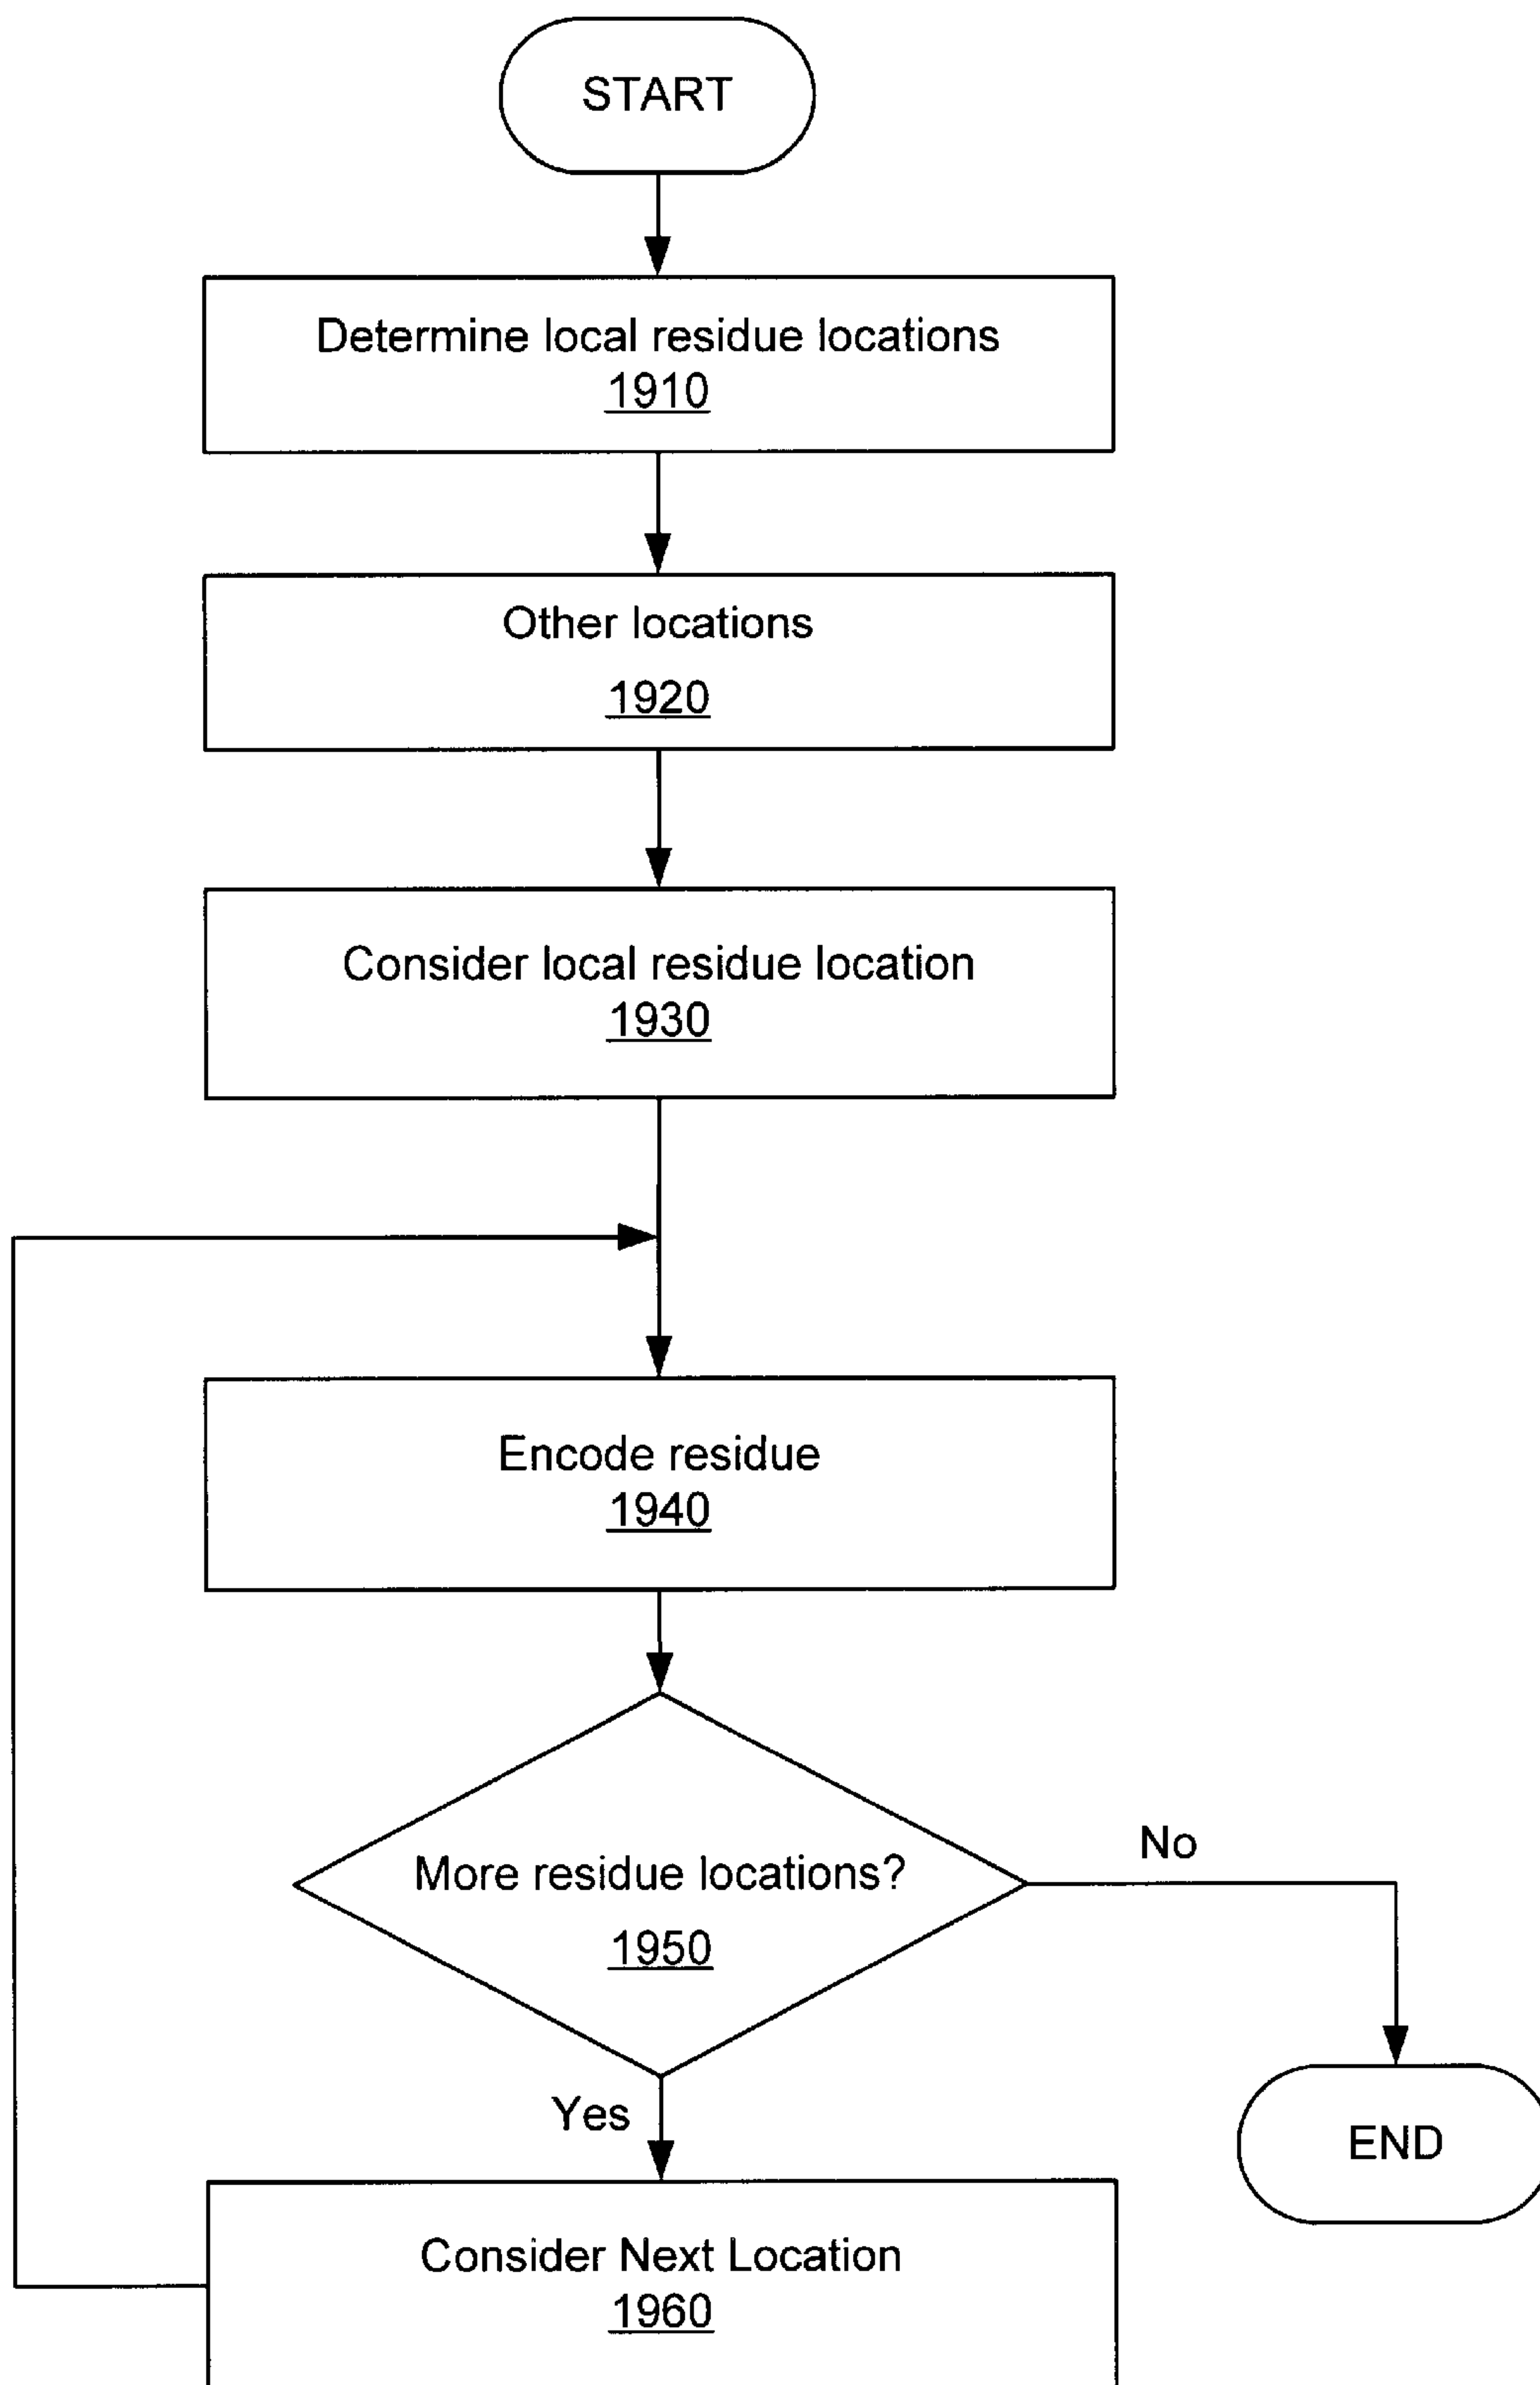 START
Determine local residue locations
1910
Other locations
1920
Consider local residue location
1930
Encode residue
1940
More residue locations?
1950
No
Yes
END
Consider Next Location
1960